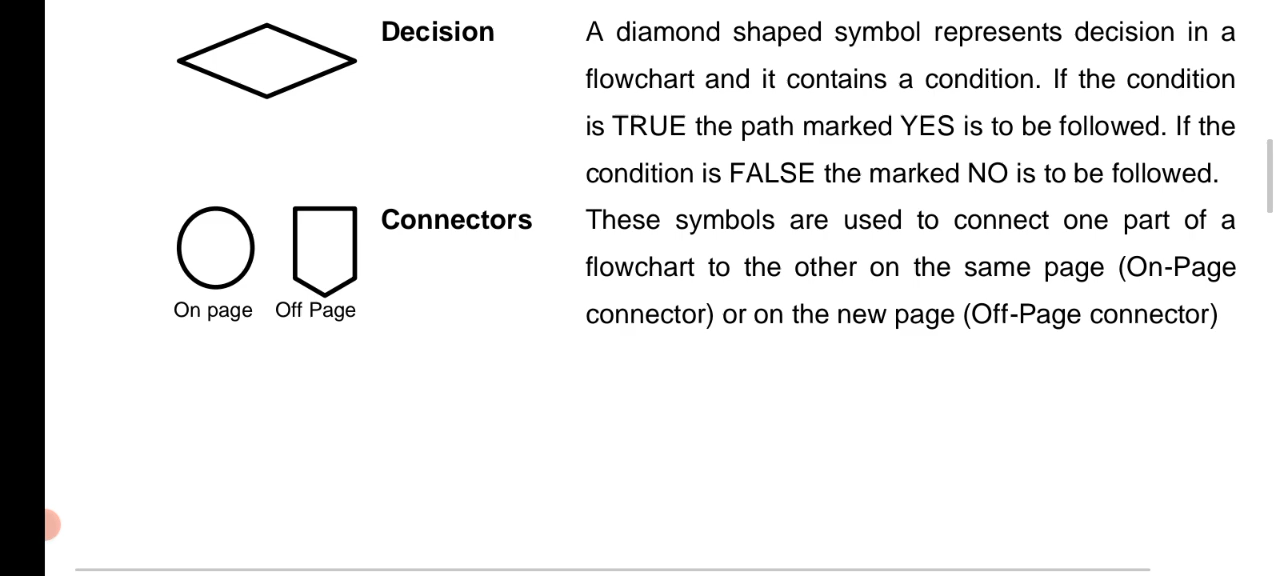 Decision
A diamond shaped symbol represents decision in a
flowchart and it contains a condition. If the condition
is TRUE the path marked YES is to be followed. If the
condition is FALSE the marked NO is to be followed.
Connectors
These symbols are used to connect one part of a
flowchart to the other on the same page (On-Page
connector) or on the new page (Off-Page connector)
On page
Off Page